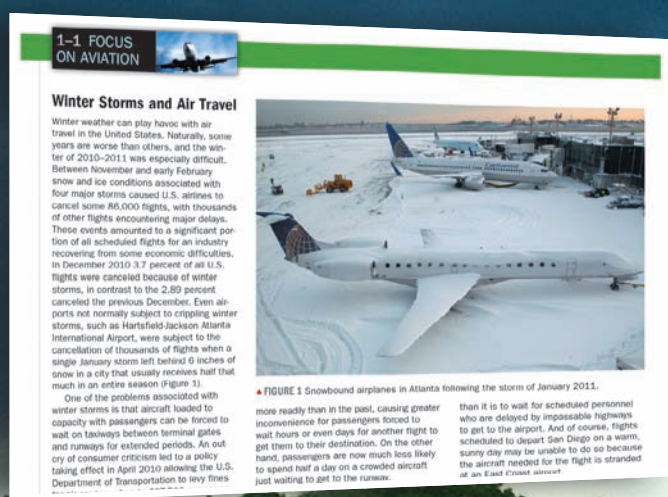 1–1 FOCUS
ON AVIATION
Winter Storms and Air Travel
Winter weather can play havoc with air
travel in the United States. Naturally, some
years are worse than others, and the win-
ter of 2010–2011 was especially difficult.
Between November and early February
snow and ice conditions associated with
four major storms caused U.S. airlines to
cancel some 86,000 flights, with thousands
of other flights encountering major delays.
These events amounted to a significant por-
tion of all scheduled flights for an industry
recovering from some economic difficulties.
In December 2010 3.7 percent of all U.S.
flights were canceled because of winter
storms, in contrast to the 2.89 percent
canceled the previous December. Even air-
ports not normally subject to crippling winter
storms, such as Hartsfield-Jackson Atlanta
International Airport, were subject to the
cancellation of thousands of flights when a
single January storm left behind 6 inches of
snow in a city that usually receives half that
much in an entire season (Figure 1).
One of the problems associated with
winter storms is that aircraft loaded to
capacity with passengers can be forced to
wait on taxiways between terminal gates
and runways for extended periods. An out
cry of consumer criticism led to a policy
taking effect in April 2010 allowing the U.S.
Department of Transportation to levy fines
▲ FIGURE 1 Snowbound airplanes in Atlanta following the storm of January 2011.
more readily than in the past, causing greater
inconvenience for passengers forced to
wait hours or even days for another flight to
get them to their destination. On the other
hand, passengers are now much less likely
to spend half a day on a crowded aircraft
just waiting to get to the runway.
than it is to wait for scheduled personnel
who are delayed by impassable highways
to get to the airport. And of course, flights
scheduled to depart San Diego on a warm,
sunny day may be unable to do so because
the aircraft needed for the flight is stranded
at an East Coast airport.